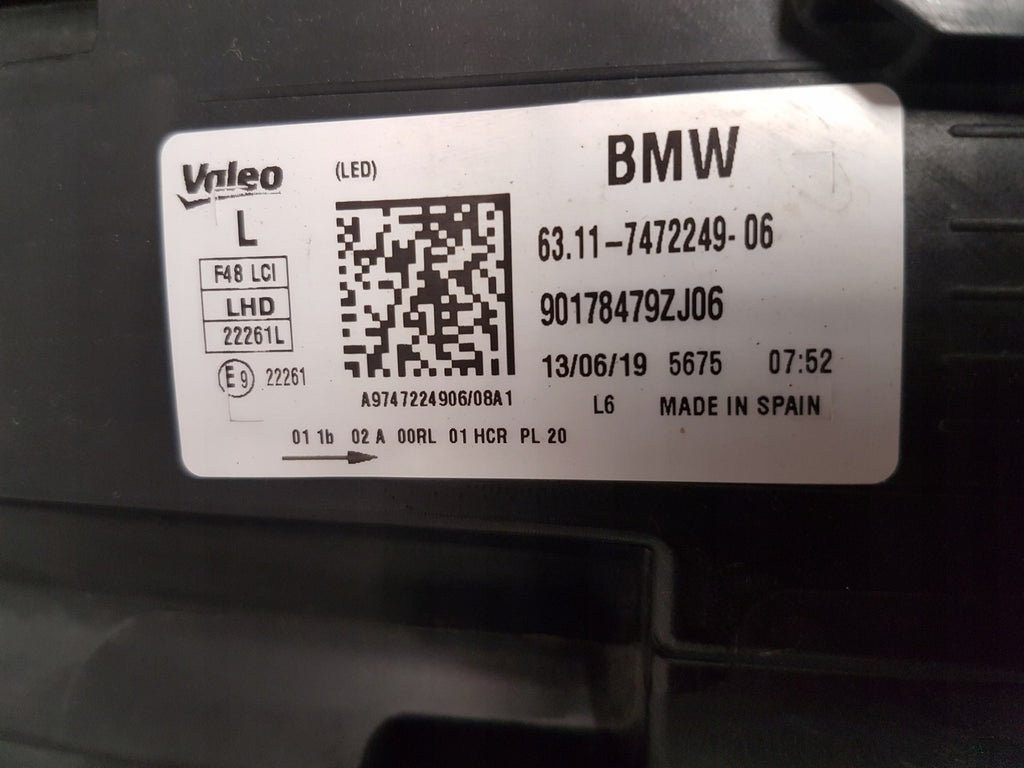 Valeo
(LED)
BMW
L
F48 LCI
LHD
22261L
E9 22261
63.11-7472249-06
90178479ZJ06
13/06/19 5675 07:52
A9747224906/08A1
L6 MADE IN SPAIN
01 1b 02 A 00RL 01 HCR PL 20